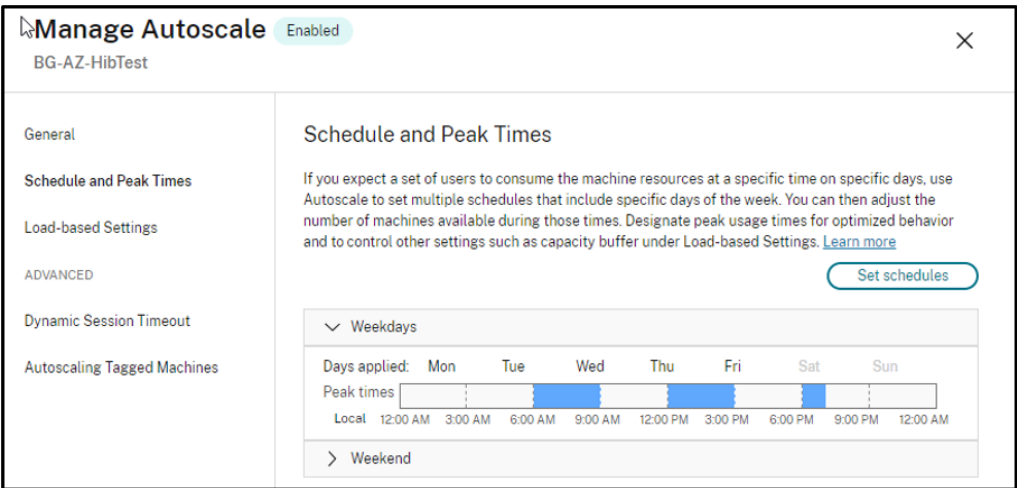 Manage Autoscale Enabled
BG-AZ-HibTest
General
Schedule and Peak Times
Load-based Settings
ADVANCED
Dynamic Session Timeout
Autoscaling Tagged Machines
Schedule and Peak Times
If you expect a set of users to consume the machine resources at a specific time on specific days, use
Autoscale to set multiple schedules that include specific days of the week. You can then adjust the
number of machines available during those times. Designate peak usage times for optimized behavior
and to control other settings such as capacity buffer under Load-based Settings. Learn more
Set schedules
Weekdays
Days applied: Mon Tue Wed Thu Fri Sat Sun
Peak times
Local 12:00 AM 3:00 AM 6:00 AM 9:00 AM 12:00 PM 3:00 PM 6:00 PM 9:00 PM 12:00 AM
Weekend